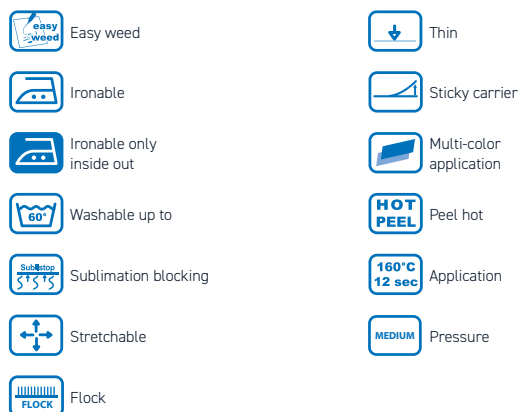 easy
weed
Easy weed
Ironable
Ironable only
inside out
60°
Washable up to
Substop
Sublimation blocking
Stretchable
FLOCK
Flock
Thin
Sticky carrier
Multi-color
application
HOT
PEEL
Peel hot
160°C
12 sec
Application
MEDIUM
Pressure